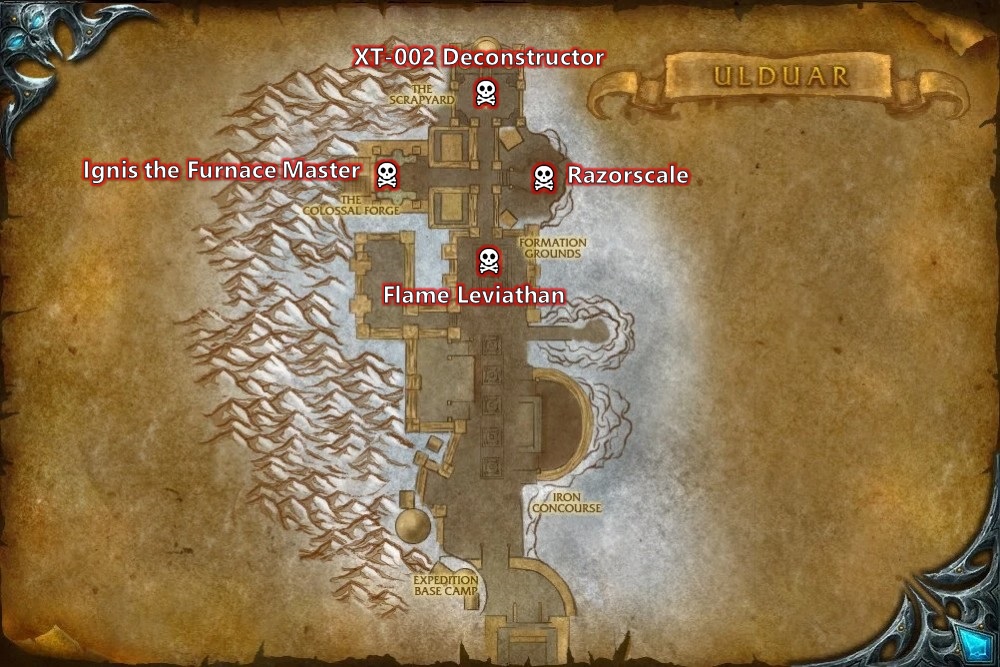 XT-002 Deconstructor
ULDUAR
THE
SCRAPYARD
Ignis the Furnace Master
Razorscale
THE
COLOSSAL FORGE
FORMATION
GROUNDS
Flame Leviathan
IRON
CONCOURSE
EXPEDITION
BASE CAMP